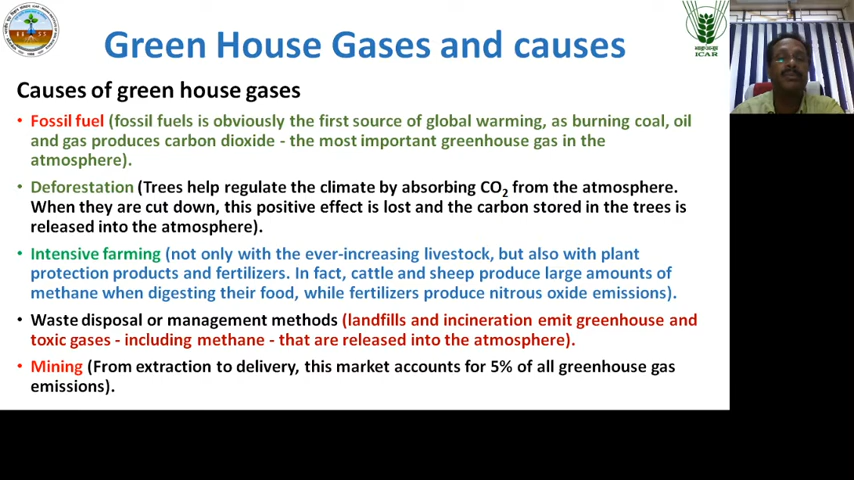 Green House Gases and causes
ICAR
Causes of green house gases
• Fossil fuel (fossil fuels is obviously the first source of global warming, as burning coal, oil
and gas produces carbon dioxide - the most important greenhouse gas in the
atmosphere).
• Deforestation (Trees help regulate the climate by absorbing CO₂ from the atmosphere.
When they are cut down, this positive effect is lost and the carbon stored in the trees is
released into the atmosphere).
• Intensive farming (not only with the ever-increasing livestock, but also with plant
protection products and fertilizers. In fact, cattle and sheep produce large amounts of
methane when digesting their food, while fertilizers produce nitrous oxide emissions).
• Waste disposal or management methods (landfills and incineration emit greenhouse and
toxic gases - including methane - that are released into the atmosphere).
• Mining (From extraction to delivery, this market accounts for 5% of all greenhouse gas
emissions).